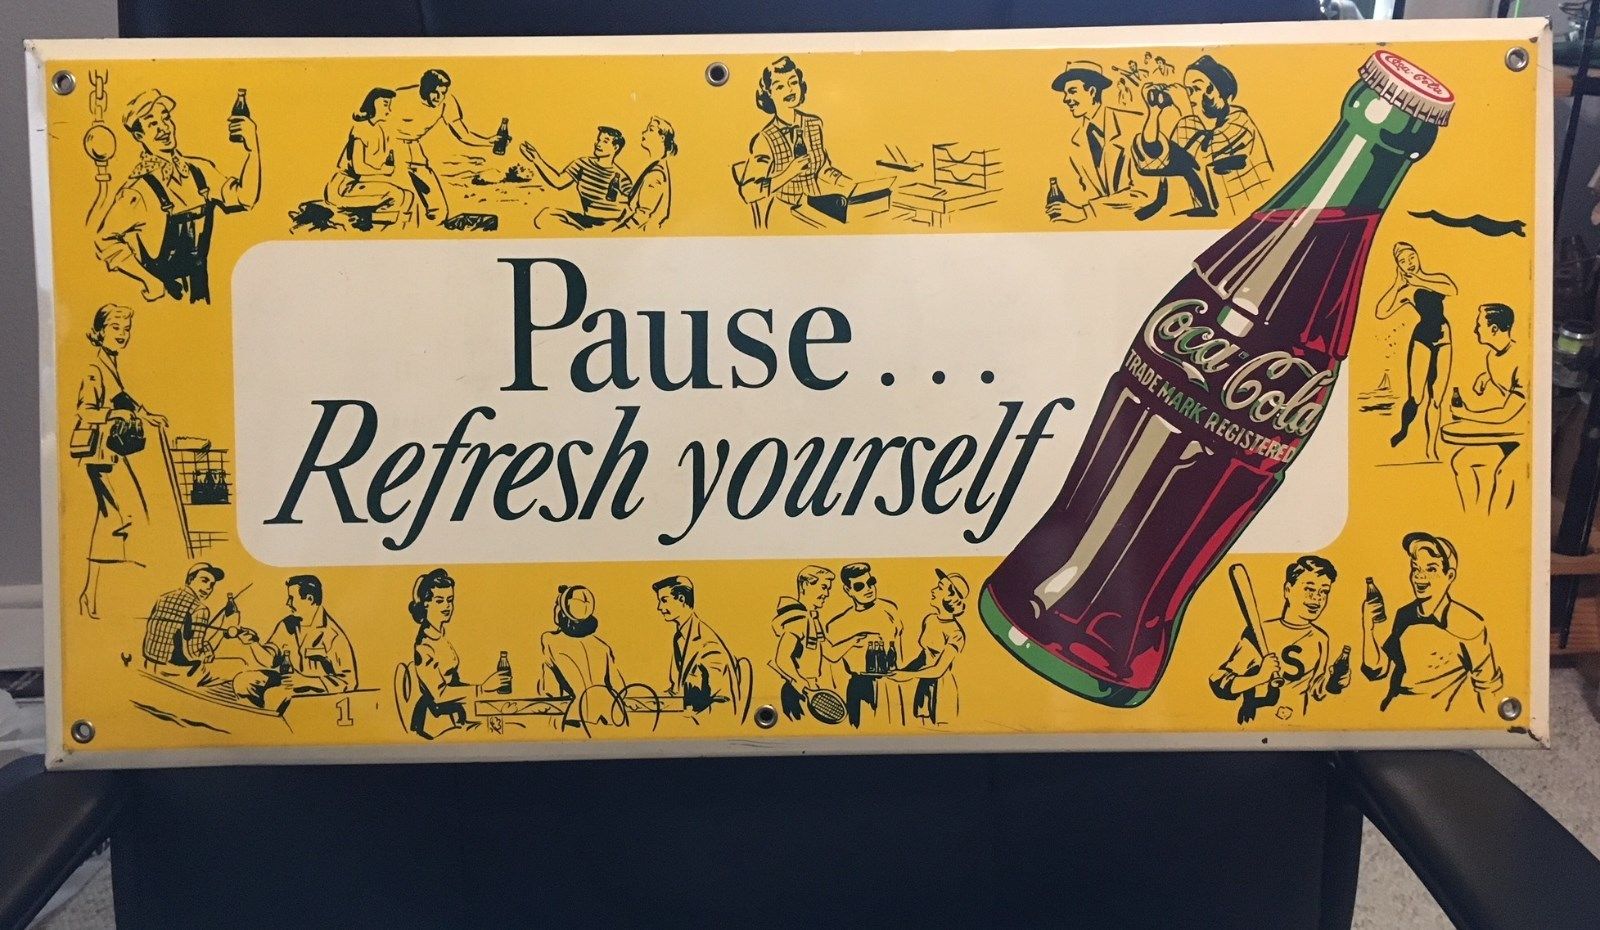 Pause...
Refresh yourself
Coca-Cola
Coca-Cola
TRADE MARK REGISTERED
1
S